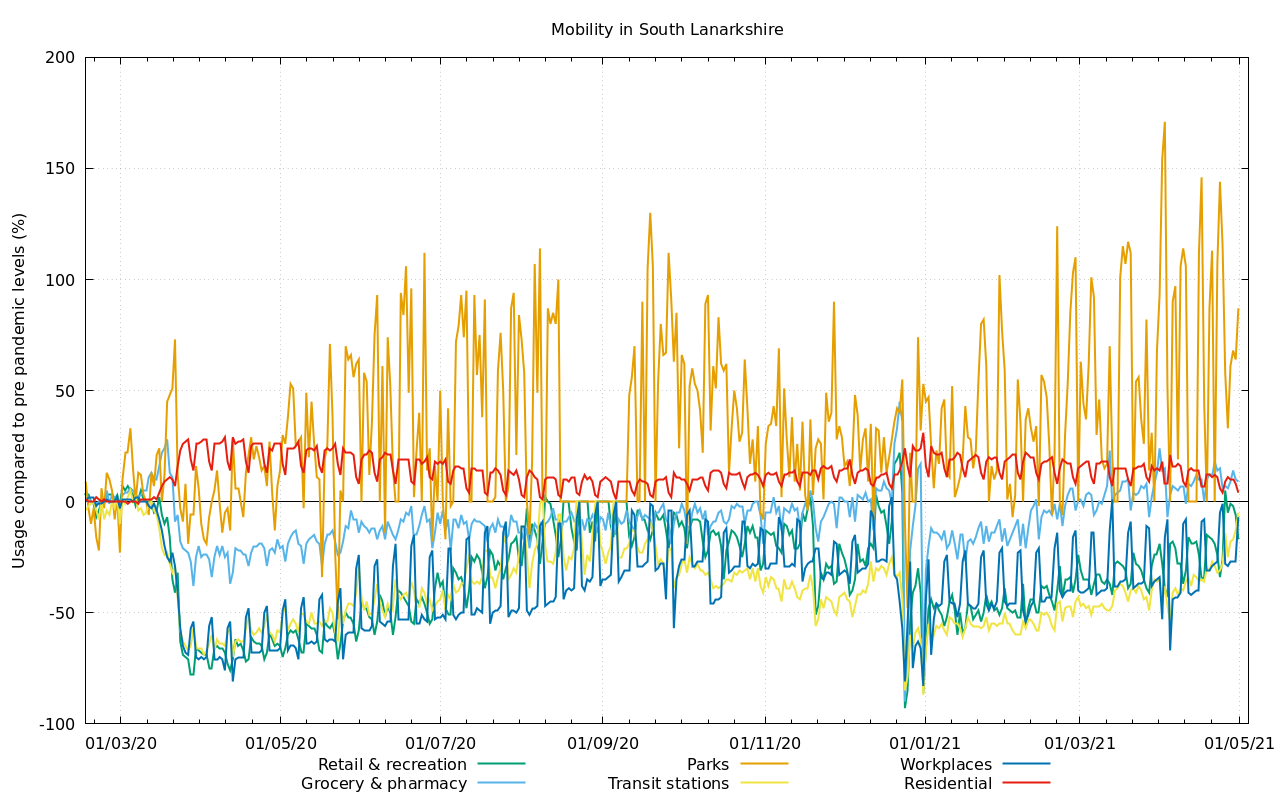 Mobility in South Lanarkshire
Usage compared to pre pandemic levels (%)
200
150
100
50
0
-50
-100
01/03/20 01/05/20 01/07/20 01/09/20 01/11/20 01/01/21 01/03/21 01/05/21
Retail & recreation Parks Workplaces
Grocery & pharmacy Transit stations Residential